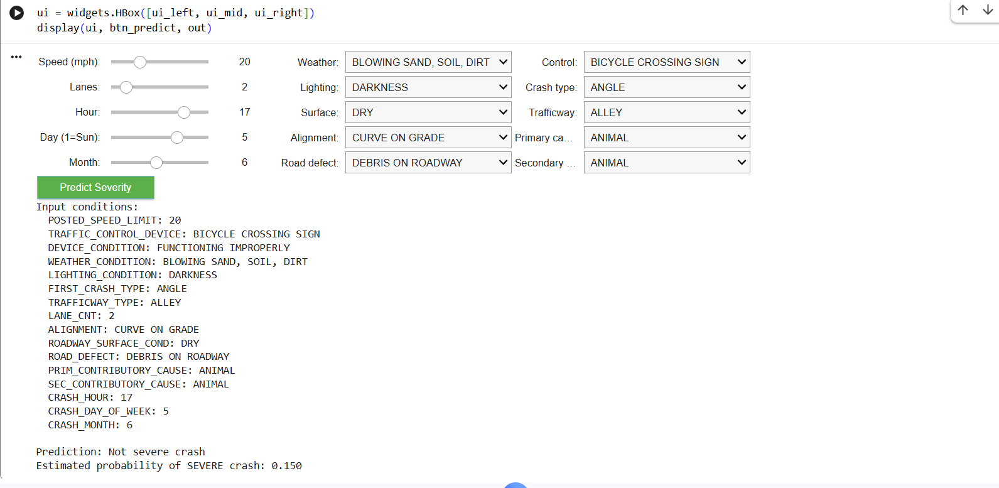 ui = widgets.HBox([ui_left, ui_mid, ui_right])
display(ui, btn_predict, out)
Speed (mph): 20 Weather: BLOWING SAND, SOIL, DIRT Control: BICYCLE CROSSING SIGN
Lanes: 2 Lighting: DARKNESS Crash type: ANGLE
Hour: 17 Surface: DRY Trafficway: ALLEY
Day (1=Sun): 5 Alignment: CURVE ON GRADE Primary ca... ANIMAL
Month: 6 Road defect: DEBRIS ON ROADWAY Secondary ... ANIMAL
Predict Severity
Input conditions:
POSTED_SPEED_LIMIT: 20
TRAFFIC_CONTROL_DEVICE: BICYCLE CROSSING SIGN
DEVICE_CONDITION: FUNCTIONING IMPROPERLY
WEATHER_CONDITION: BLOWING SAND, SOIL, DIRT
LIGHTING_CONDITION: DARKNESS
FIRST_CRASH_TYPE: ANGLE
TRAFFICWAY_TYPE: ALLEY
LANE_CNT: 2
ALIGNMENT: CURVE ON GRADE
ROADWAY_SURFACE_COND: DRY
ROAD_DEFECT: DEBRIS ON ROADWAY
PRIM_CONTRIBUTORY_CAUSE: ANIMAL
SEC_CONTRIBUTORY_CAUSE: ANIMAL
CRASH_HOUR: 17
CRASH_DAY_OF_WEEK: 5
CRASH_MONTH: 6
Prediction: Not severe crash
Estimated probability of SEVERE crash: 0.150